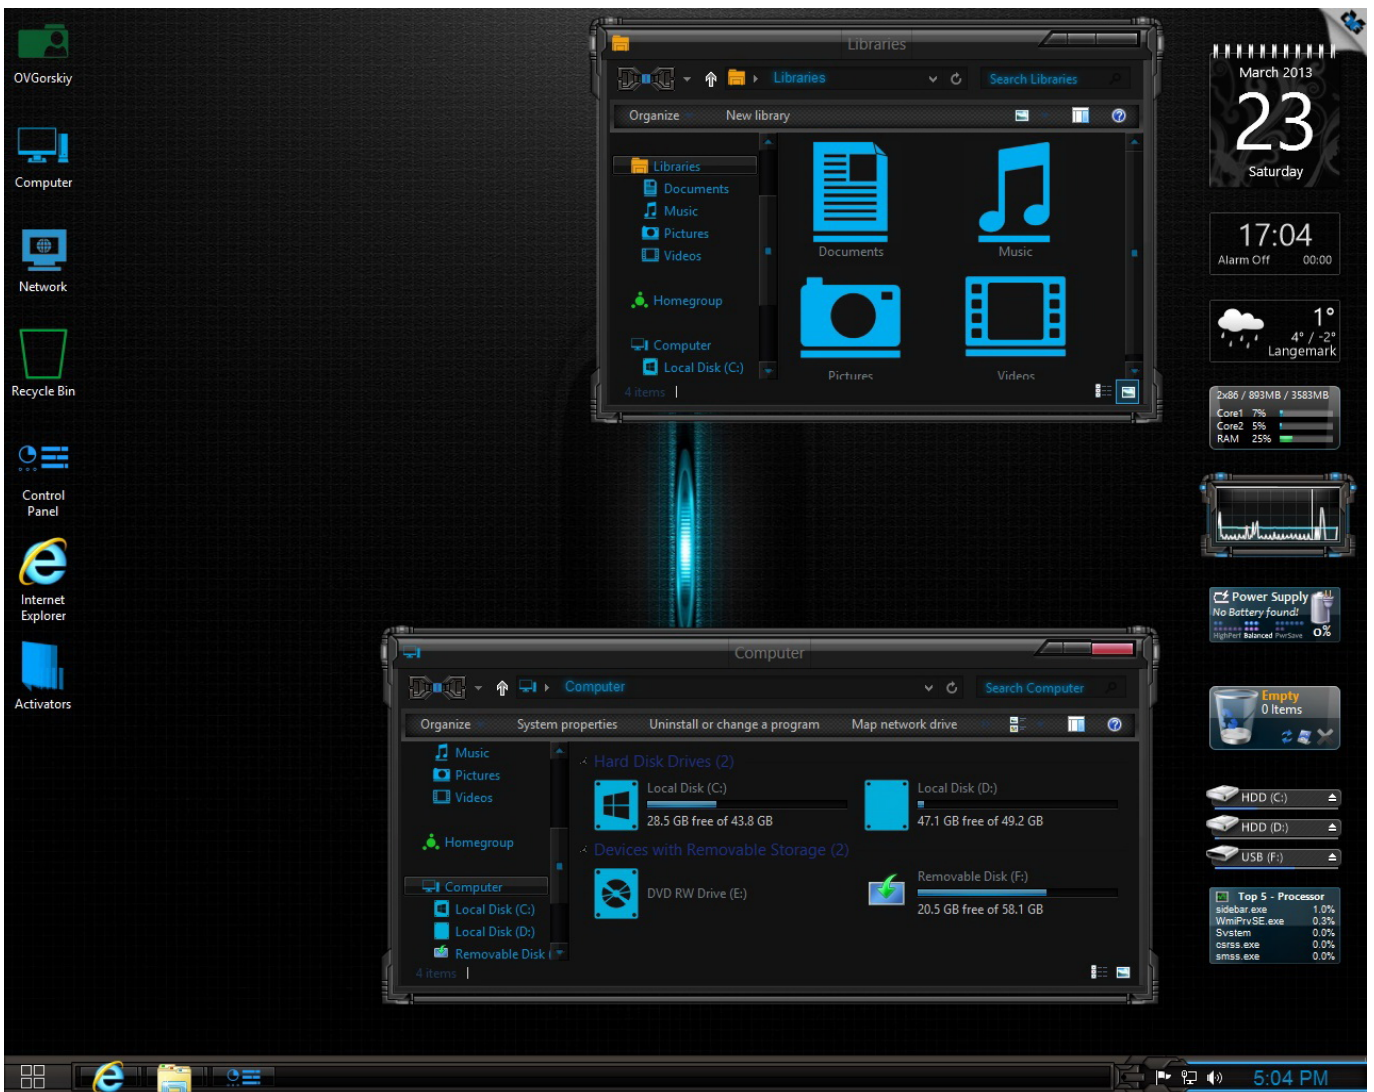 OVGorskiy
Computer
Network
Recycle Bin
Control
Panel
Internet
Explorer
Activators
Libraries
Libraries
Search Libraries
Organize
New library
Libraries
Documents
Music
Pictures
Videos
Homegroup
Computer
Local Disk (C:)
Documents
Music
Pictures
Videos
4 items
Computer
Computer
Search Computer
Organize
System properties
Uninstall or change a program
Map network drive
Music
Pictures
Videos
Homegroup
Computer
Local Disk (C:)
Local Disk (D:)
Removable Disk (
Hard Disk Drives (2)
Local Disk (C:)
28.5 GB free of 43.8 GB
Local Disk (D:)
47.1 GB free of 49.2 GB
Devices with Removable Storage (2)
DVD RW Drive (E:)
Removable Disk (F:)
20.5 GB free of 58.1 GB
4 items
March 2013
23
Saturday
17:04
Alarm Off 00:00
1°
4° / -2°
Langemark
2x86 / 893MB / 3583MB
Core1 7%
Core2 5%
RAM 25%
Power Supply
No Battery found!
HighPerf Balanced PwrSave 0%
Empty
0 Items
HDD (C:)
HDD (D:)
USB (F:)
Top 5 - Processor
sidebar.exe 1.0%
WmiPrvSE.exe 0.3%
System 0.0%
csrss.exe 0.0%
smss.exe 0.0%
5:04 PM